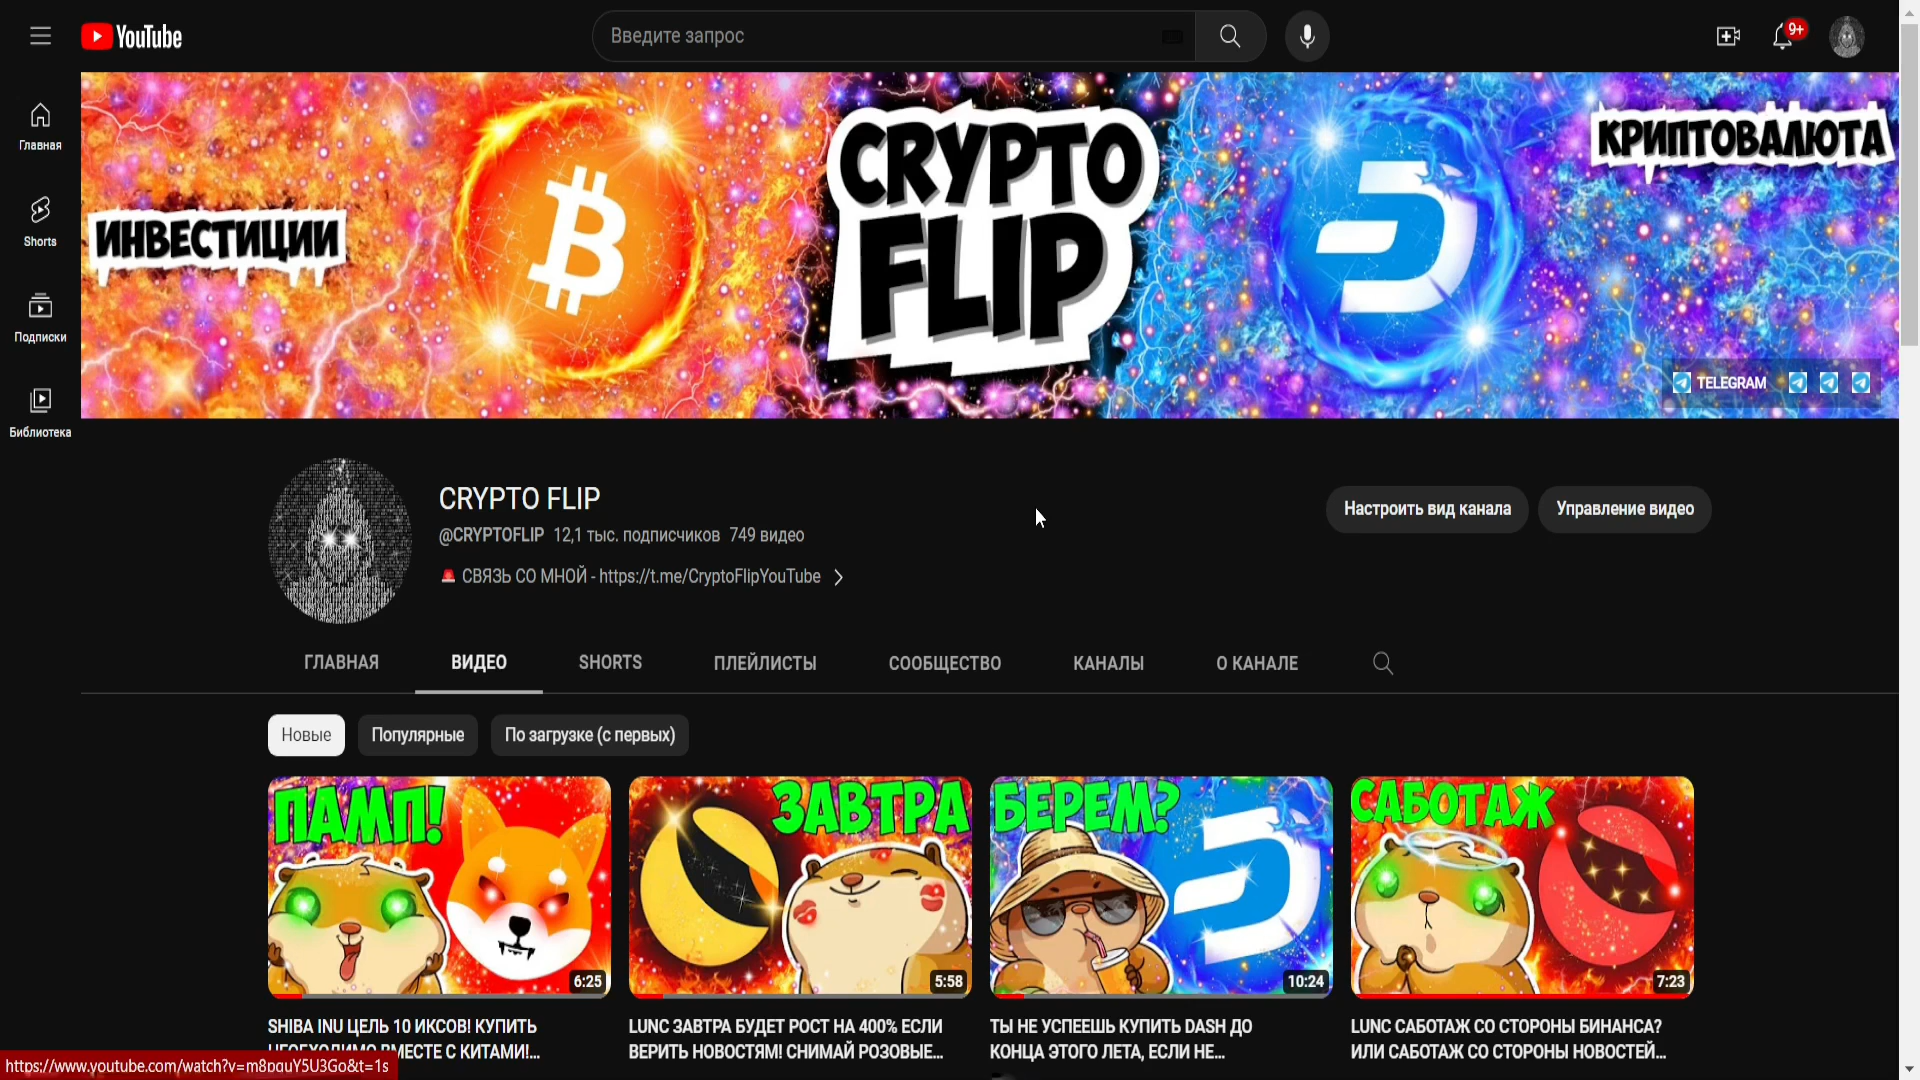 YouTube
Введите запрос
9+
Главная
Shorts
Подписки
Библиотека
ИНВЕСТИЦИИ
CRYPTO
FLIP
КРИПТОВАЛЮТА
TELEGRAM
CRYPTO FLIP
@CRYPTOFLIP 12,1 тыс. подписчиков 749 видео
СВЯЗЬ СО МНОЙ - https://t.me/CryptoFlipYouTube
Настроить вид канала
Управление видео
ГЛАВНАЯ
ВИДЕО
SHORTS
ПЛЕЙЛИСТЫ
СООБЩЕСТВО
КАНАЛЫ
О КАНАЛЕ
Новые
Популярные
По загрузке (с первых)
ПАМП!
6:25
ЗАВТРА
5:58
БЕРЕМ?
10:24
САБОТАЖ
7:23
SHIBA INU ЦЕЛЬ 10 ИКСОВ! КУПИТЬ
НЕОБХОДИМО ВМЕСТЕ С КИТАМИ!...
LUNC ЗАВТРА БУДЕТ РОСТ НА 400% ЕСЛИ
ВЕРИТЬ НОВОСТЯМ! СНИМАЙ РОЗОВЫЕ...
ТЫ НЕ УСПЕЕШЬ КУПИТЬ DASH ДО
КОНЦА ЭТОГО ЛЕТА, ЕСЛИ НЕ...
LUNC САБОТАЖ СО СТОРОНЫ БИНАНСА?
ИЛИ САБОТАЖ СО СТОРОНЫ НОВОСТЕЙ...
https://www.youtube.com/watch?v=m8pquY5U3Go&t=1s